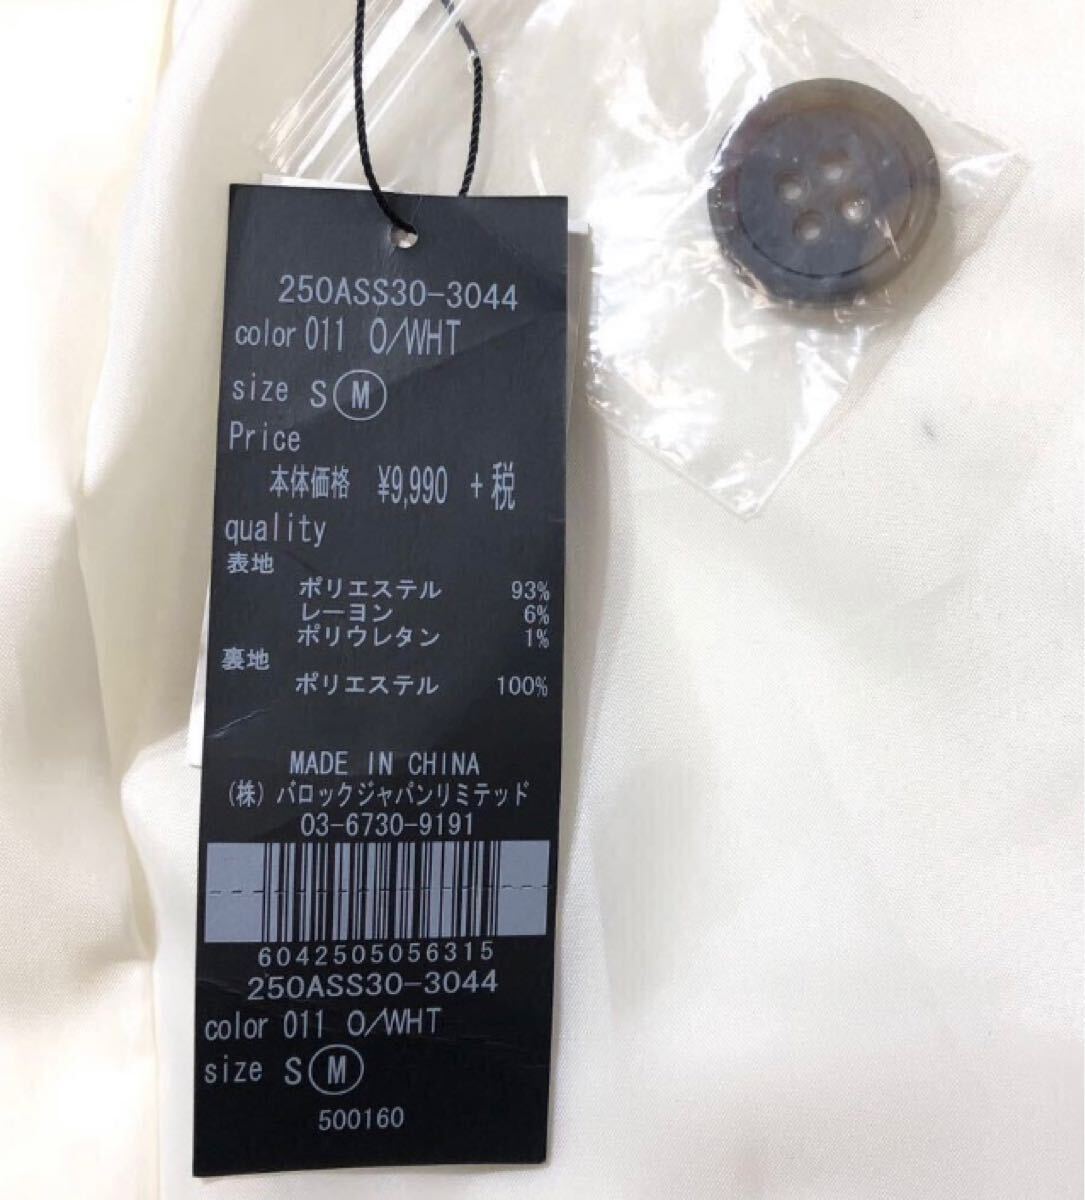 250ASS30-3044
color 011 O/WHT
size S M
Price
本体価格 ¥9,990 +税
quality
表地
ポリエステル 93%
レーヨン 6%
ポリウレタン 1%
裏地
ポリエステル 100%
MADE IN CHINA
(株) バロックジャパンリミテッド
03-6730-9191
6042505056315
250ASS30-3044
color 011 O/WHT
size S M
500160